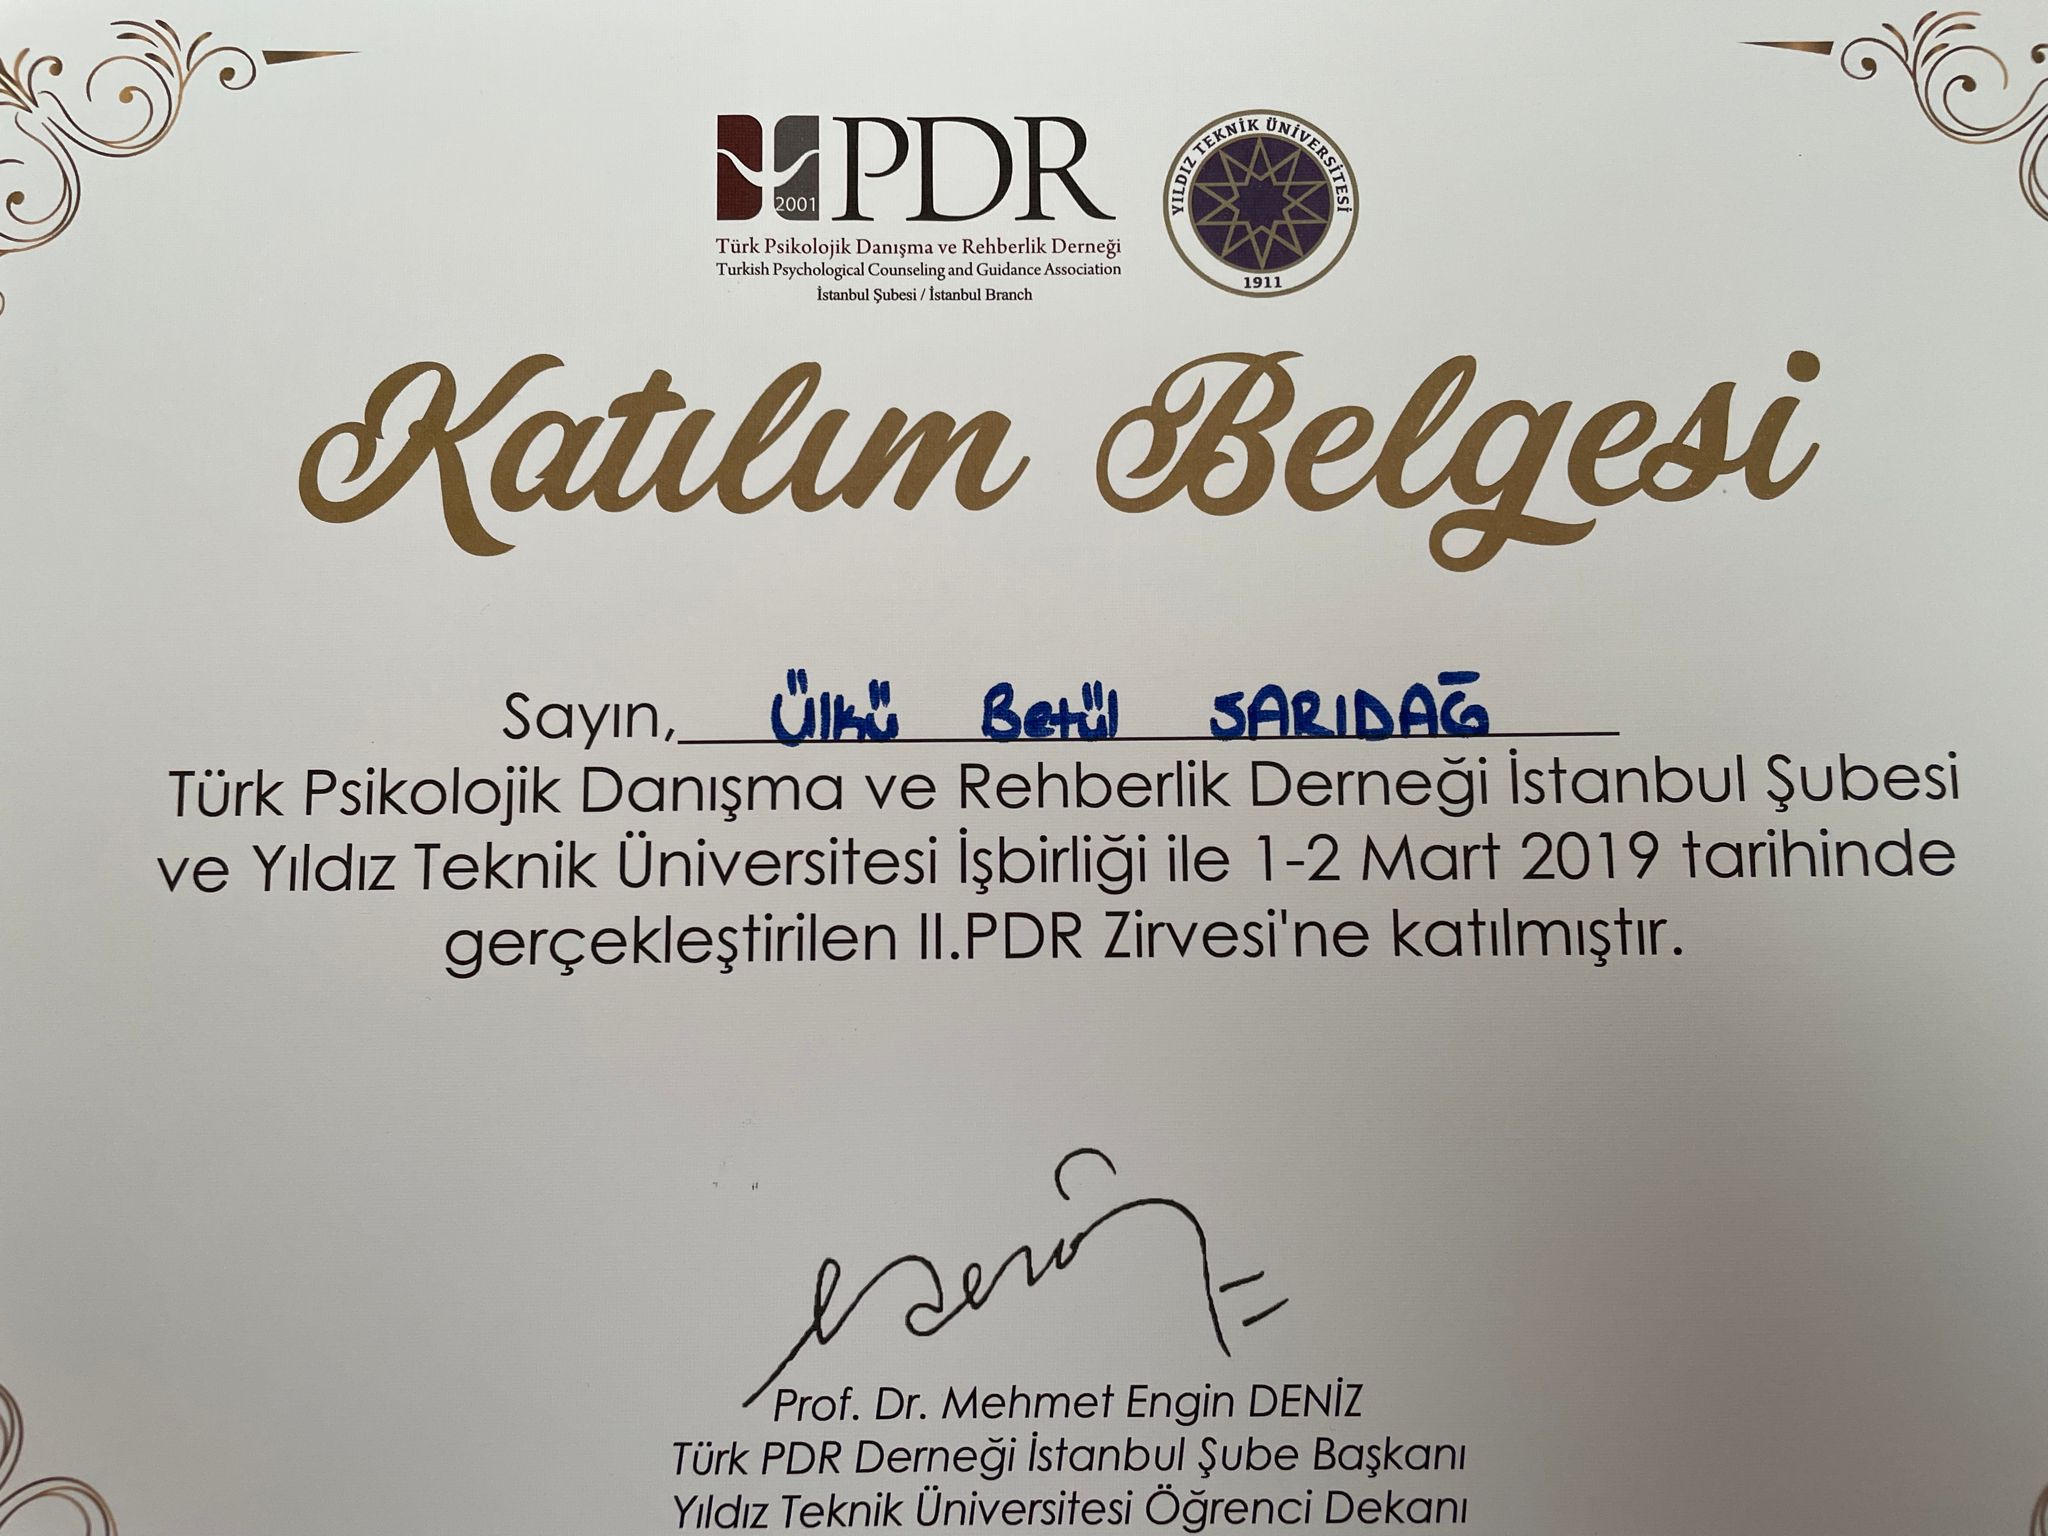 2001 PDR
Türk Psikolojik Danışma ve Rehberlik Derneği
Turkish Psychological Counseling and Guidance Association
İstanbul Şubesi / İstanbul Branch
YILDIZ TEKNİK ÜNİVERSİTESİ
1911
Katılım Belgesi
Sayın, Ülkü Betül SARIDAĞ
Türk Psikolojik Danışma ve Rehberlik Derneği İstanbul Şubesi
ve Yıldız Teknik Üniversitesi İşbirliği ile 1-2 Mart 2019 tarihinde
gerçekleştirilen II.PDR Zirvesi'ne katılmıştır.
Prof. Dr. Mehmet Engin DENİZ
Türk PDR Derneği İstanbul Şube Başkanı
Yıldız Teknik Üniversitesi Öğrenci Dekanı